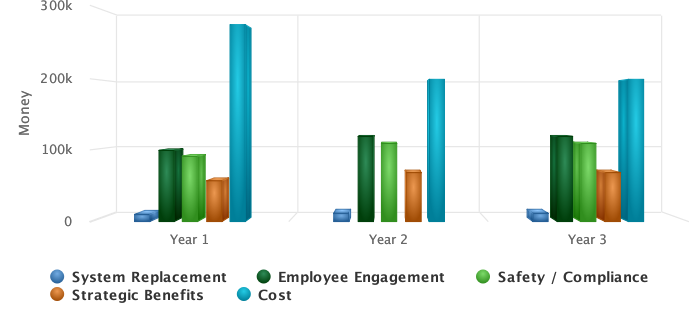 300k
200k
100k
0
Money
Year 1
Year 2
Year 3
System Replacement
Employee Engagement
Safety / Compliance
Strategic Benefits
Cost